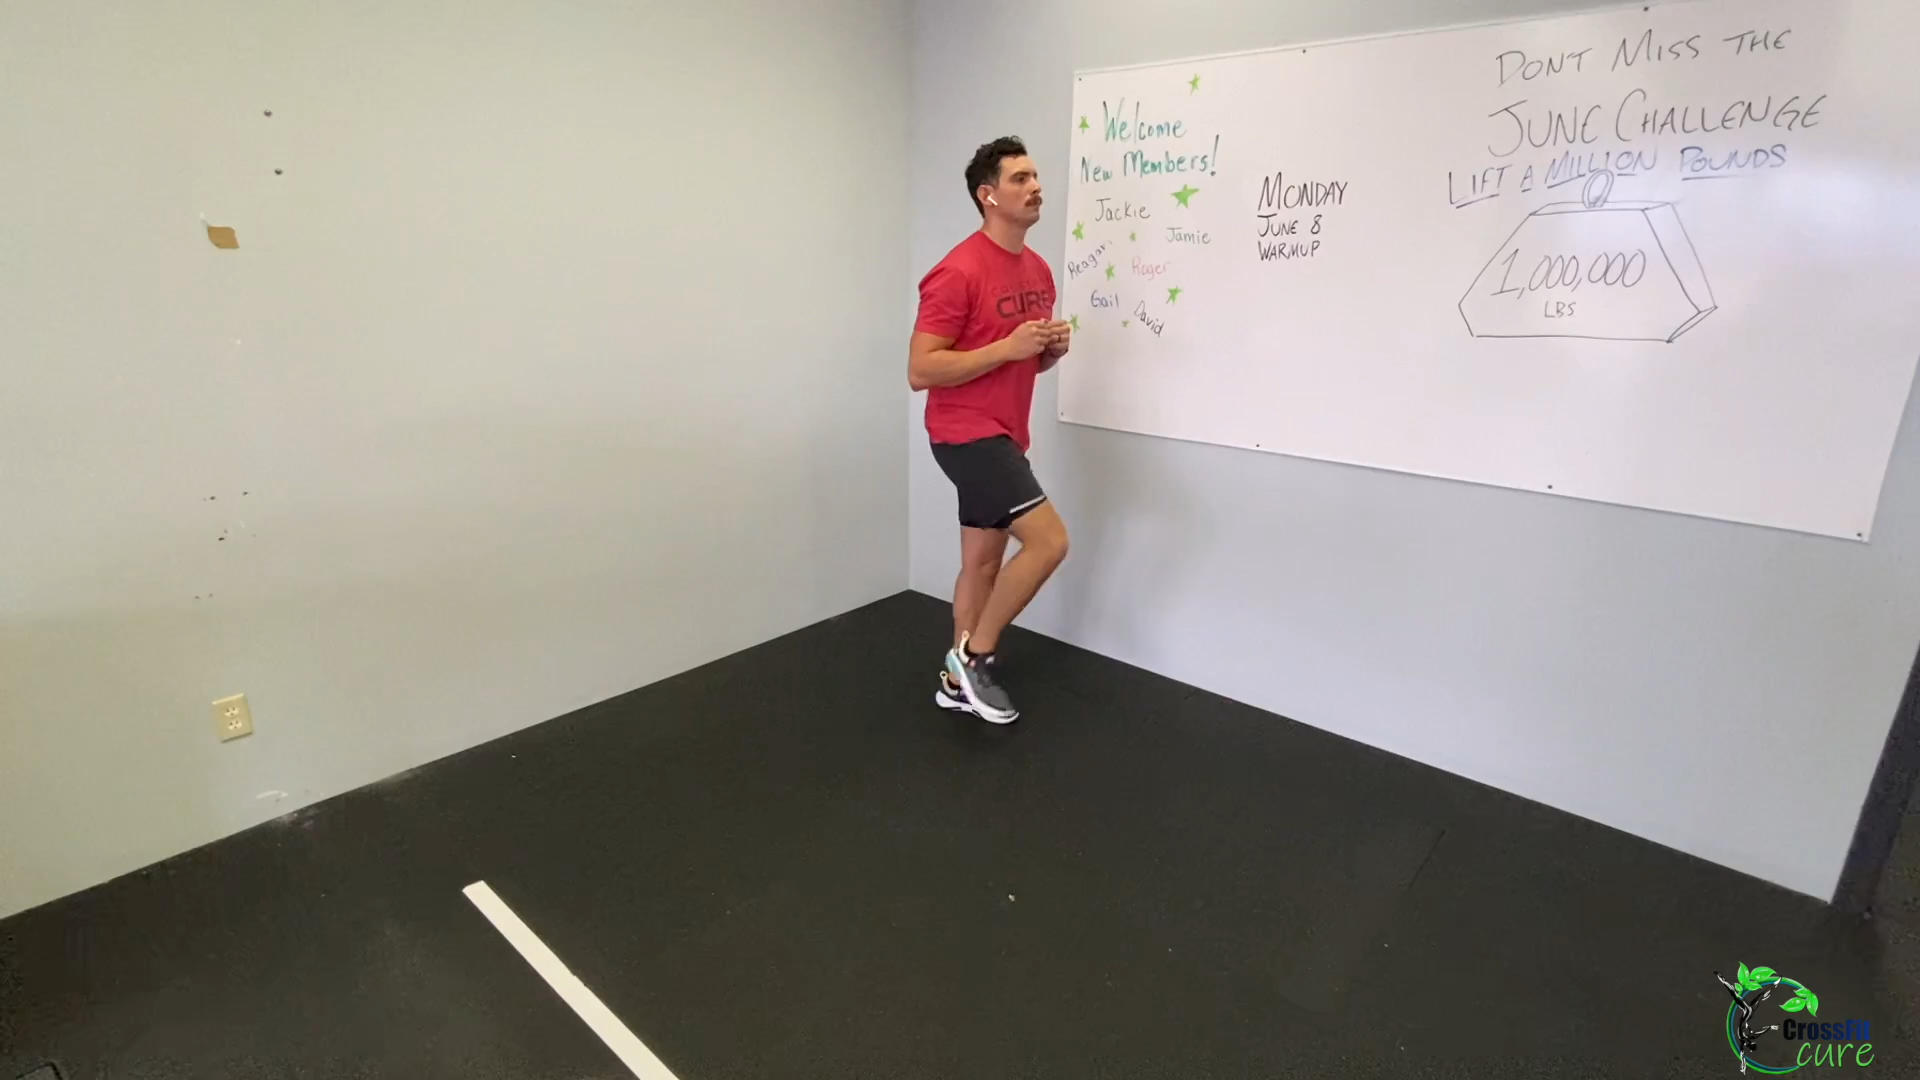 Welcome
New Members!
Jackie
Jamie
Reagan
Roger
Gail
David
MONDAY
JUNE 8
WARMUP
DONT MISS THE
JUNE CHALLENGE
LIFT A MILLION POUNDS
1,000,000
LBS
CURE
CrossFit
cure